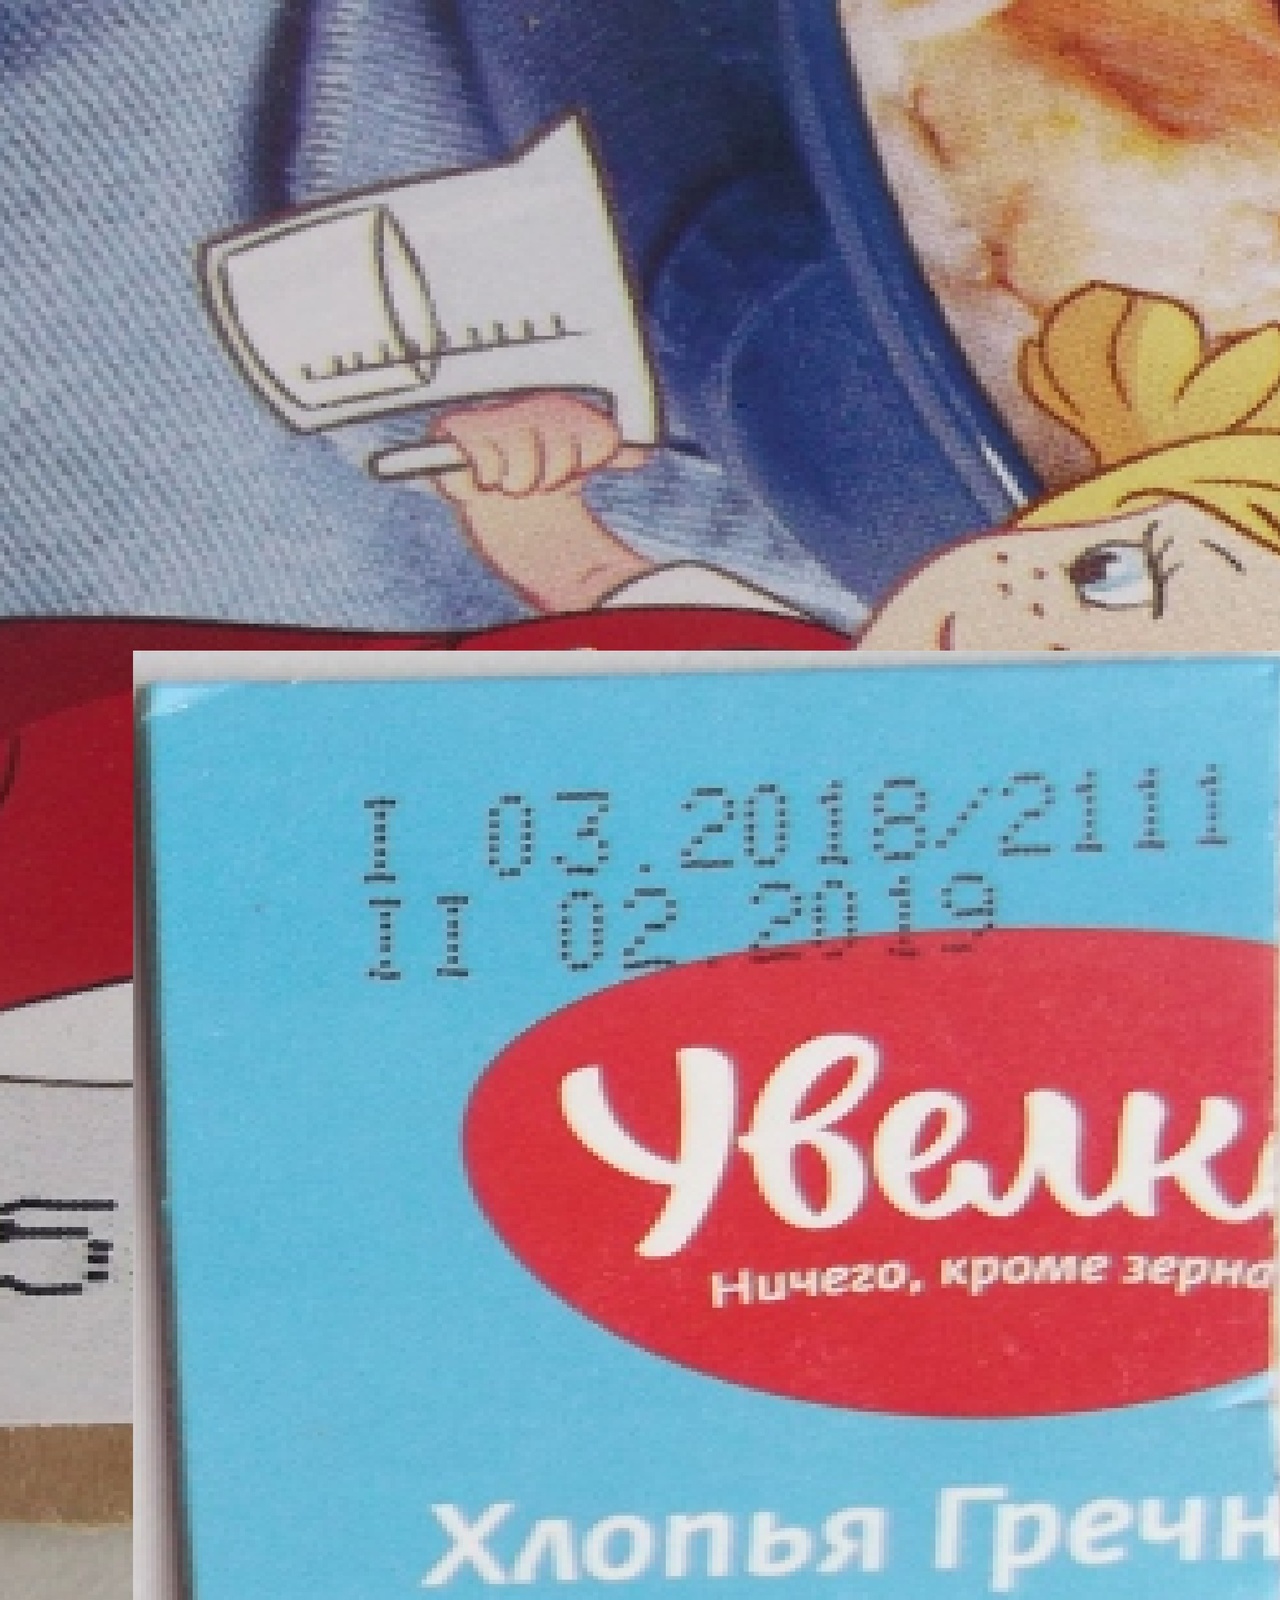 I 03.2018/2111
II 02.2019
Увелк
Ничего, кроме зерна
Хлопья Гречн